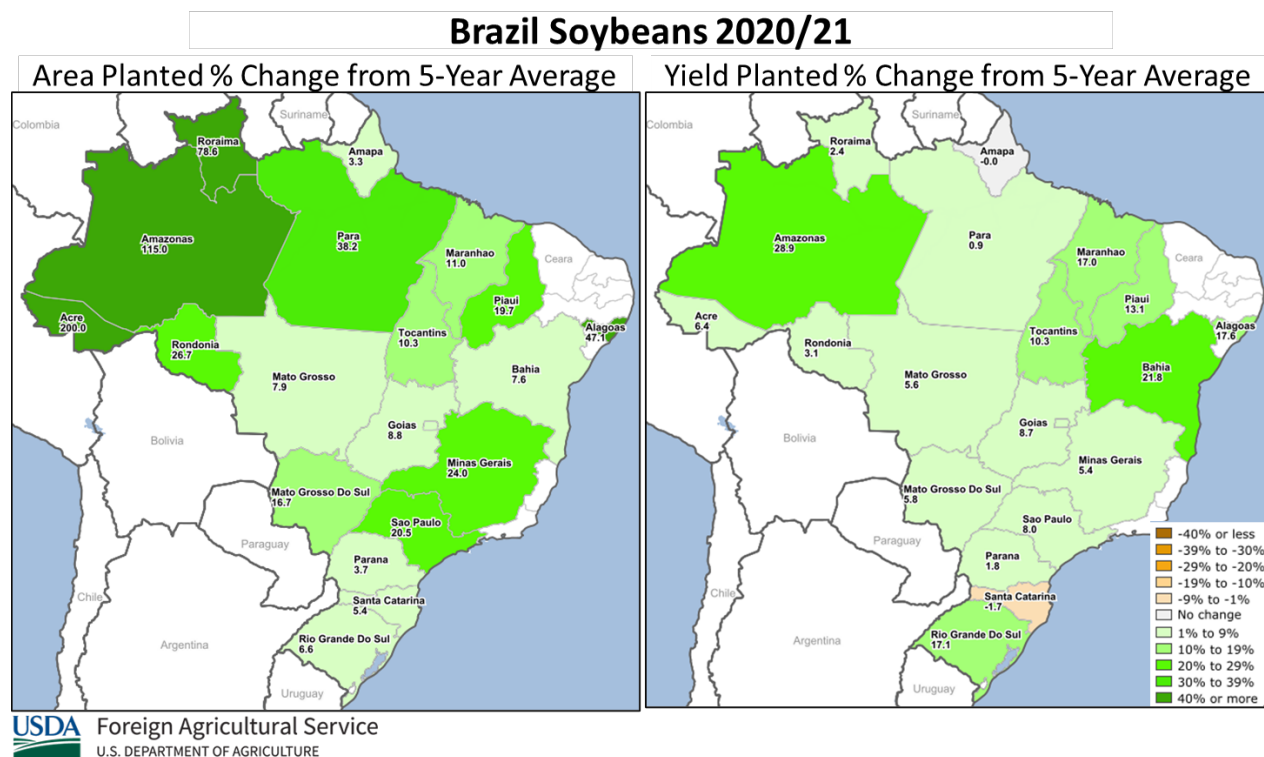 Brazil Soybeans 2020/21
Area Planted % Change from 5-Year Average
Colombia
Suriname
Roraima
78.6
Amapa
3.3
Amazonas
115.0
Para
38.2
Maranhao
11.0
Ceara
Piaui
19.7
Acre
200.0
Rondonia
26.7
Tocantins
10.3
Alagoas
47.1
Mato Grosso
7.9
Bahia
7.6
Bolivia
Goias
8.8
Minas Gerais
24.0
Mato Grosso Do Sul
16.7
Sao Paulo
20.5
Paraguay
Parana
3.7
Chile
Santa Catarina
5.4
Argentina
Rio Grande Do Sul
6.6
Uruguay
Yield Planted % Change from 5-Year Average
Colombia
Suriname
Roraima
2.4
Amapa
-0.0
Amazonas
28.9
Para
0.9
Maranhao
17.0
Ceara
Piaui
13.1
Acre
6.4
Rondonia
3.1
Tocantins
10.3
Alagoas
17.6
Mato Grosso
5.6
Bahia
21.8
Bolivia
Goias
8.7
Minas Gerais
5.4
Mato Grosso Do Sul
5.8
Sao Paulo
8.0
Paraguay
Parana
1.8
Chile
Santa Catarina
-1.7
Argentina
Rio Grande Do Sul
17.1
Uruguay
-40% or less
-39% to -30%
-29% to -20%
-19% to -10%
-9% to -1%
No change
1% to 9%
10% to 19%
20% to 29%
30% to 39%
40% or more
USDA
Foreign Agricultural Service
U.S. DEPARTMENT OF AGRICULTURE